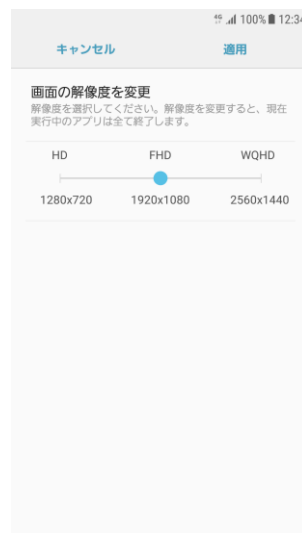 4G 100% 12:34
キャンセル 適用
画面の解像度を変更
解像度を選択してください。解像度を変更すると、現在
実行中のアプリは全て終了します。
HD FHD WQHD
1280x720 1920x1080 2560x1440